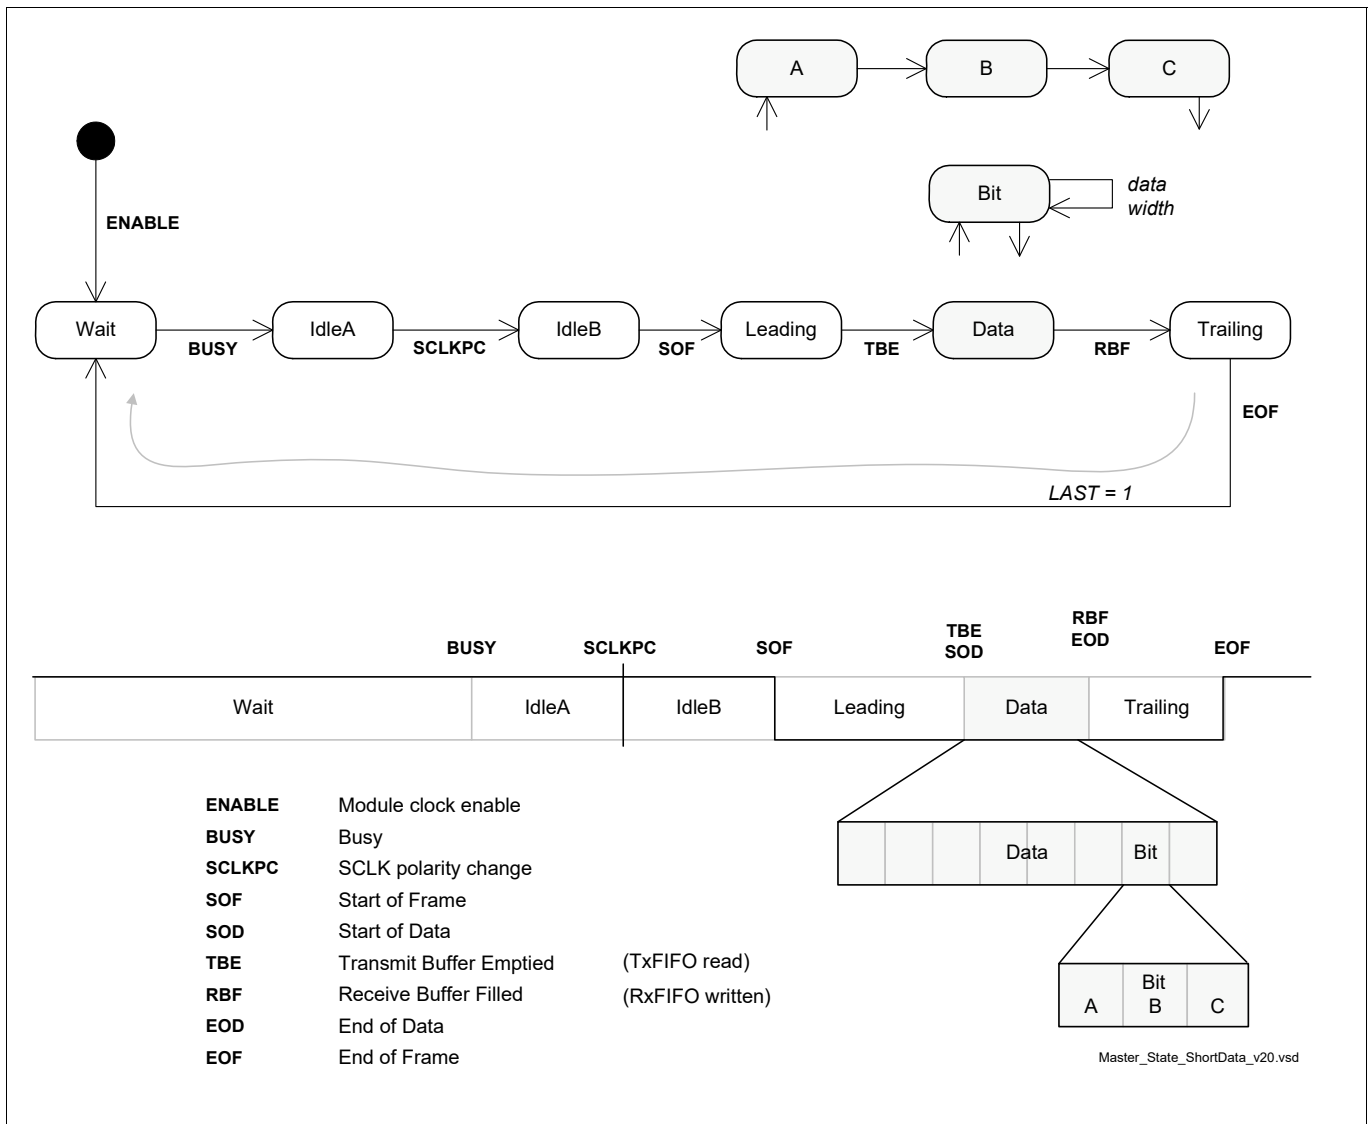 A B C
Bit data
width
ENABLE
Wait IdleA IdleB Leading Data Trailing
BUSY SCLKPC SOF TBE RBF
EOF
LAST = 1
BUSY SCLKPC SOF TBE SOD RBF EOD EOF
Wait IdleA IdleB Leading Data Trailing
ENABLE Module clock enable
BUSY Busy
SCLKPC SCLK polarity change
SOF Start of Frame
SOD Start of Data
TBE Transmit Buffer Emptied (TxFIFO read)
RBF Receive Buffer Filled (RxFIFO written)
EOD End of Data
EOF End of Frame
Data Bit
Bit
A B C
Master_State_ShortData_v20.vsd